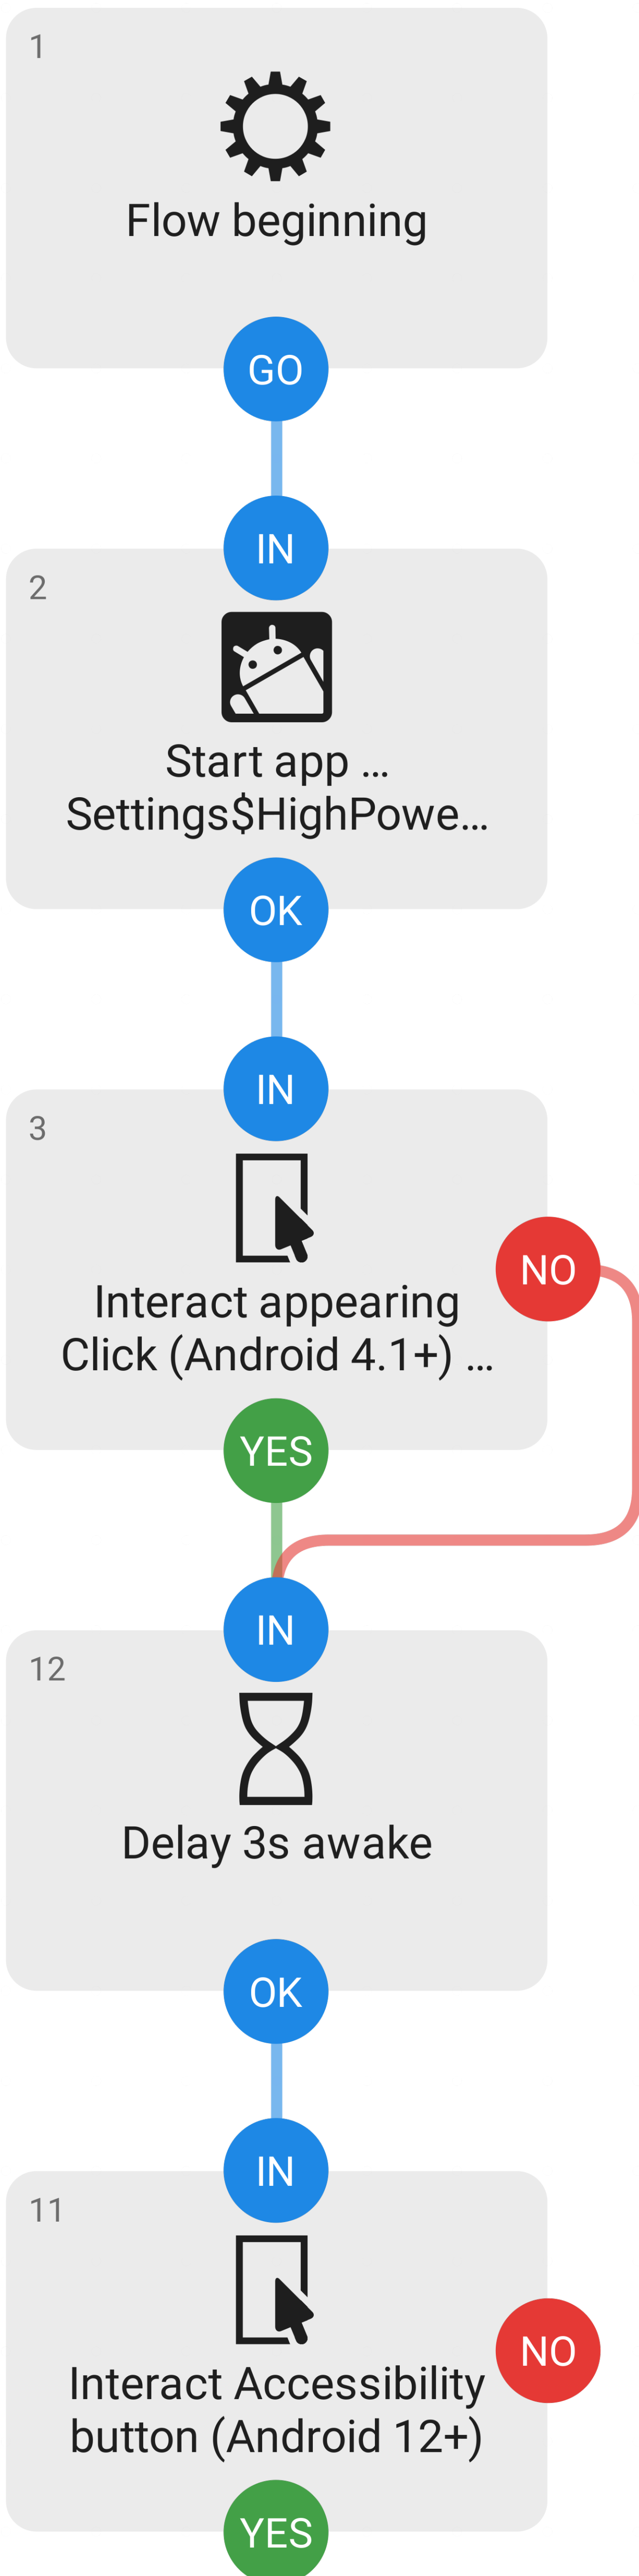 1
Flow beginning
GO
IN
2
Start app ...
Settings$HighPowe...
OK
IN
3
Interact appearing
Click (Android 4.1+) ...
NO
YES
IN
12
Delay 3s awake
OK
IN
11
Interact Accessibility
button (Android 12+)
NO
YES